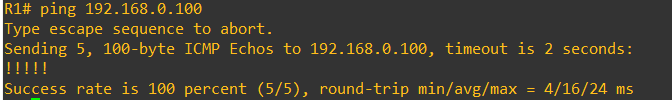 R1# ping 192.168.0.100
Type escape sequence to abort.
Sending 5, 100-byte ICMP Echos to 192.168.0.100, timeout is 2 seconds:
!!!!!
Success rate is 100 percent (5/5), round-trip min/avg/max = 4/16/24 ms